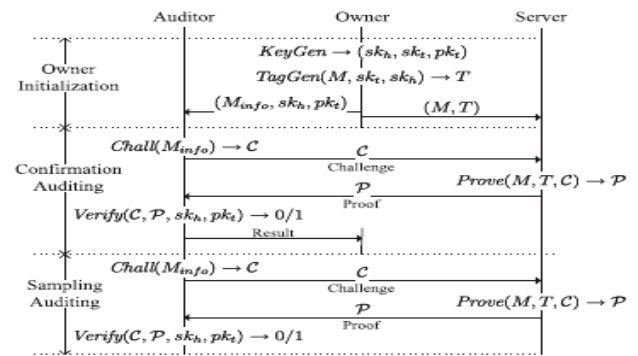 Auditor Owner Server
KeyGen → (sk_h, sk_t, pk_t)
Owner
Initialization
TagGen(M, sk_t, sk_h) → T
(M_info, sk_h, pk_t)
(M, T)
Chall(M_info) → C
C
Challenge
Confirmation
Auditing
P
Prove(M, T, C) → P
Proof
Verify(C, P, sk_h, pk_t) → 0/1
Result
Chall(M_info) → C
C
Challenge
Sampling
Auditing
P
Prove(M, T, C) → P
Proof
Verify(C, P, sk_h, pk_t) → 0/1